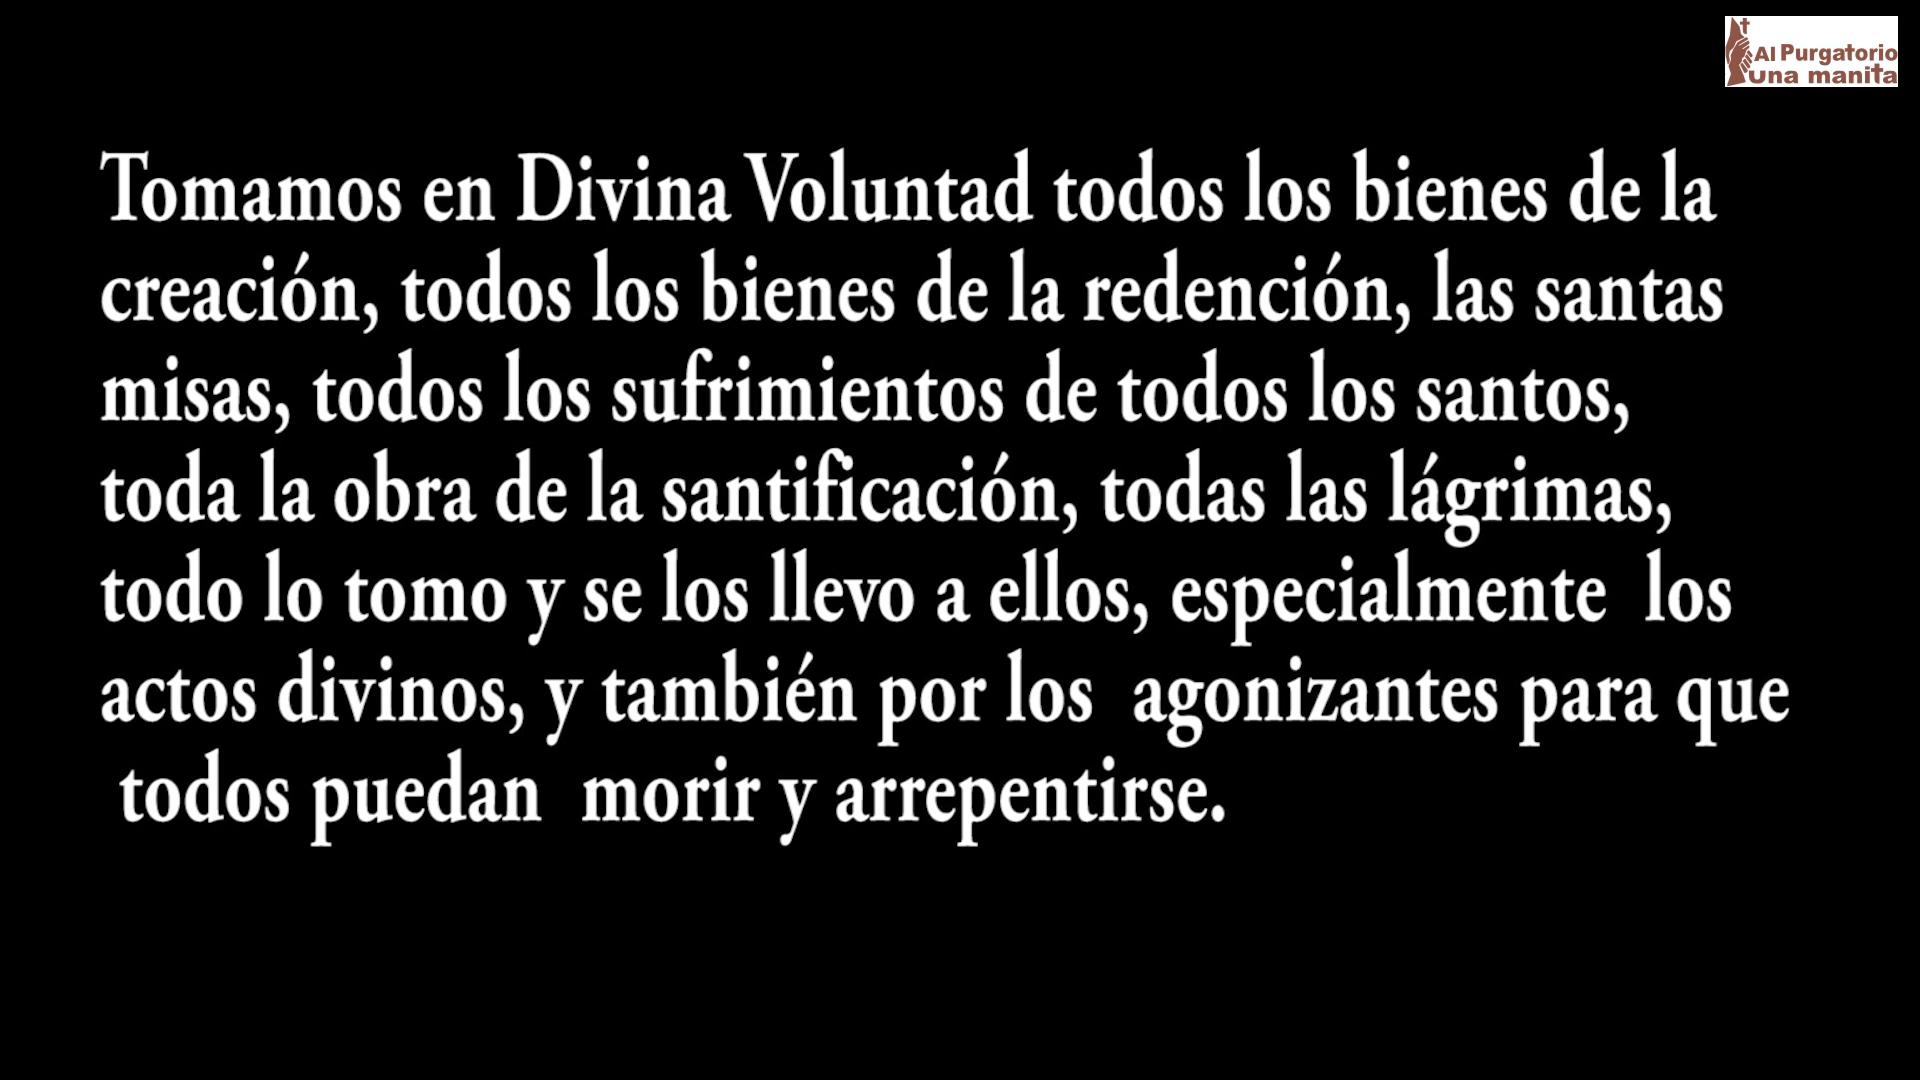 Al Purgatorio
una manita
Tomamos en Divina Voluntad todos los bienes de la
creación, todos los bienes de la redención, las santas
misas, todos los sufrimientos de todos los santos,
toda la obra de la santificación, todas las lágrimas,
todo lo tomo y se los llevo a ellos, especialmente  los
actos divinos, y también por los  agonizantes para que
todos puedan  morir y arrepentirse.